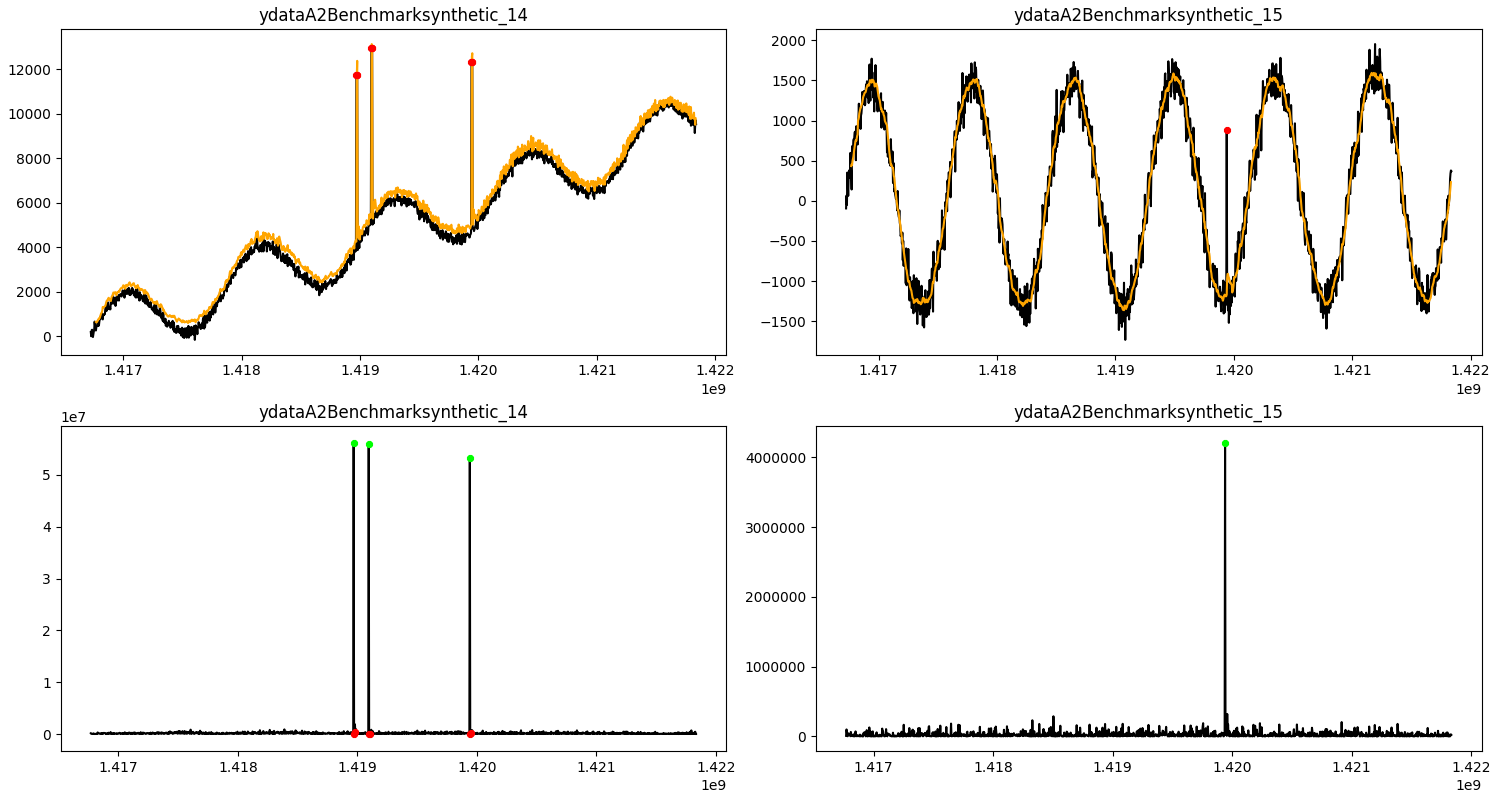 ydataA2Benchmarksynthetic_14
12000
10000
8000
6000
4000
2000
0
1.417 1.418 1.419 1.420 1.421 1.422
1e9
ydataA2Benchmarksynthetic_15
2000
1500
1000
500
0
−500
−1000
−1500
1.417 1.418 1.419 1.420 1.421 1.422
1e9
ydataA2Benchmarksynthetic_14
1e7
5
4
3
2
1
0
1.417 1.418 1.419 1.420 1.421 1.422
1e9
ydataA2Benchmarksynthetic_15
4000000
3000000
2000000
1000000
0
1.417 1.418 1.419 1.420 1.421 1.422
1e9